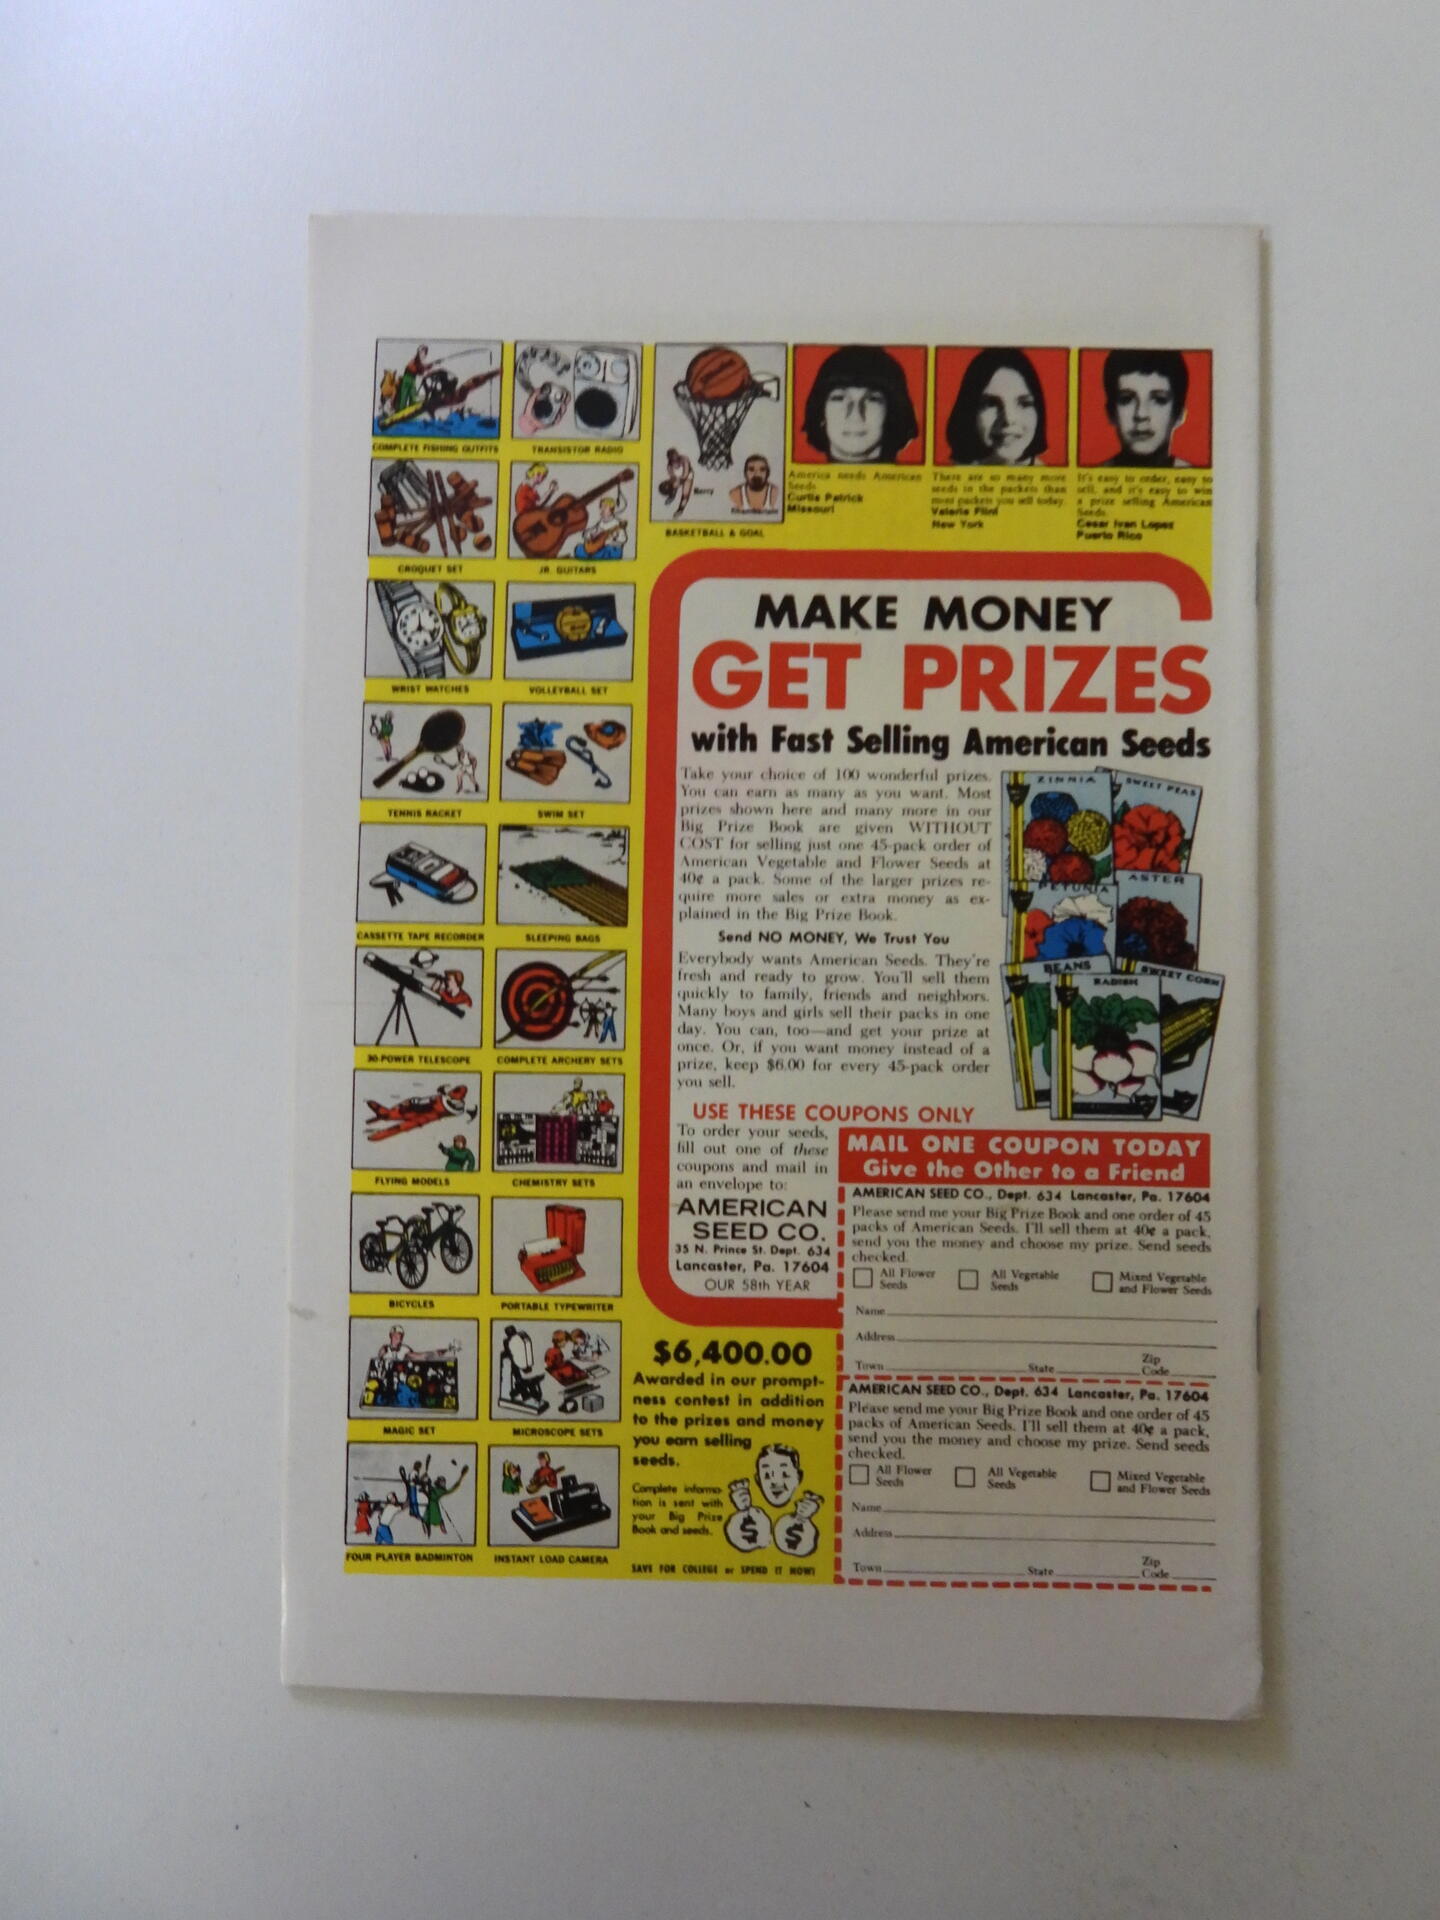 COMPLETE FISHING OUTFITS
TRANSISTOR RADIO
CROQUET SET
JR. GUITARS
WRIST WATCHES
VOLLEYBALL SET
TENNIS RACKET
SWIM SET
CASSETTE TAPE RECORDER
SLEEPING BAGS
30-POWER TELESCOPE
COMPLETE ARCHERY SETS
FLYING MODELS
CHEMISTRY SETS
BICYCLES
PORTABLE TYPEWRITER
MAGIC SET
MICROSCOPE SETS
FOUR PLAYER BADMINTON
INSTANT LOAD CAMERA
Barry
BASKETBALL & GOAL
America needs American
Seeds
Curtis Patrick
Missouri
There are so many more
seeds in the packets than
most packets you sell today.
Valerie Flint
New York
It's easy to order, easy to
sell, and it's easy to win
a prize selling American
Seeds.
Cesar Ivan Lopez
Puerto Rico
MAKE MONEY
GET PRIZES
with Fast Selling American Seeds
Take your choice of 100 wonderful prizes.
You can earn as many as you want. Most
prizes shown here and many more in our
Big Prize Book are given WITHOUT
COST for selling just one 45-pack order of
American Vegetable and Flower Seeds at
40¢ a pack. Some of the larger prizes re-
quire more sales or extra money as ex-
plained in the Big Prize Book.
Send NO MONEY, We Trust You
Everybody wants American Seeds. They're
fresh and ready to grow. You'll sell them
quickly to family, friends and neighbors.
Many boys and girls sell their packs in one
day. You can, too—and get your prize at
once. Or, if you want money instead of a
prize, keep $6.00 for every 45-pack order
you sell.
ZINNIA
SWEET PEAS
PETUNIA
ASTER
BEANS
RADISH
SWEET CORN
USE THESE COUPONS ONLY
To order your seeds,
fill out one of these
coupons and mail in
an envelope to:
AMERICAN
SEED CO.
35 N. Prince St. Dept. 634
Lancaster, Pa. 17604
OUR 58th YEAR
MAIL ONE COUPON TODAY
Give the Other to a Friend
AMERICAN SEED CO., Dept. 634 Lancaster, Pa. 17604
Please send me your Big Prize Book and one order of 45
packs of American Seeds. I'll sell them at 40¢ a pack,
send you the money and choose my prize. Send seeds
checked.
All Flower Seeds
All Vegetable Seeds
Mixed Vegetable and Flower Seeds
Name
Address
Town State Zip Code
AMERICAN SEED CO., Dept. 634 Lancaster, Pa. 17604
Please send me your Big Prize Book and one order of 45
packs of American Seeds. I'll sell them at 40¢ a pack,
send you the money and choose my prize. Send seeds
checked.
All Flower Seeds
All Vegetable Seeds
Mixed Vegetable and Flower Seeds
Name
Address
Town State Zip Code
$6,400.00
Awarded in our prompt-
ness contest in addition
to the prizes and money
you earn selling
seeds.
Complete informa-
tion is sent with
your Big Prize
Book and seeds.
$ $
SAVE FOR COLLEGE or SPEND IT NOW!